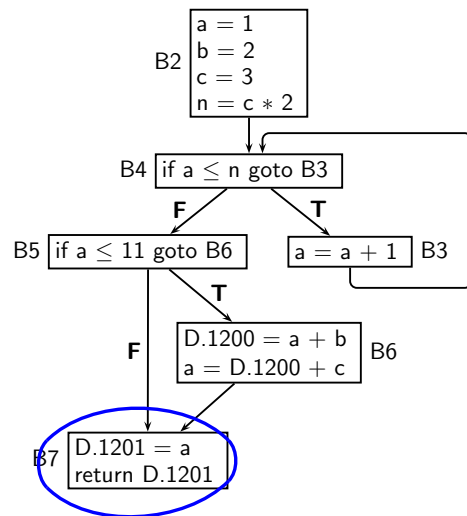 a = 1
B2
b = 2
c = 3
n = c ∗ 2
B4
if a ≤ n goto B3
F
T
B5
if a ≤ 11 goto B6
a = a + 1
B3
T
F
D.1200 = a + b
a = D.1200 + c
B6
B7
D.1201 = a
return D.1201